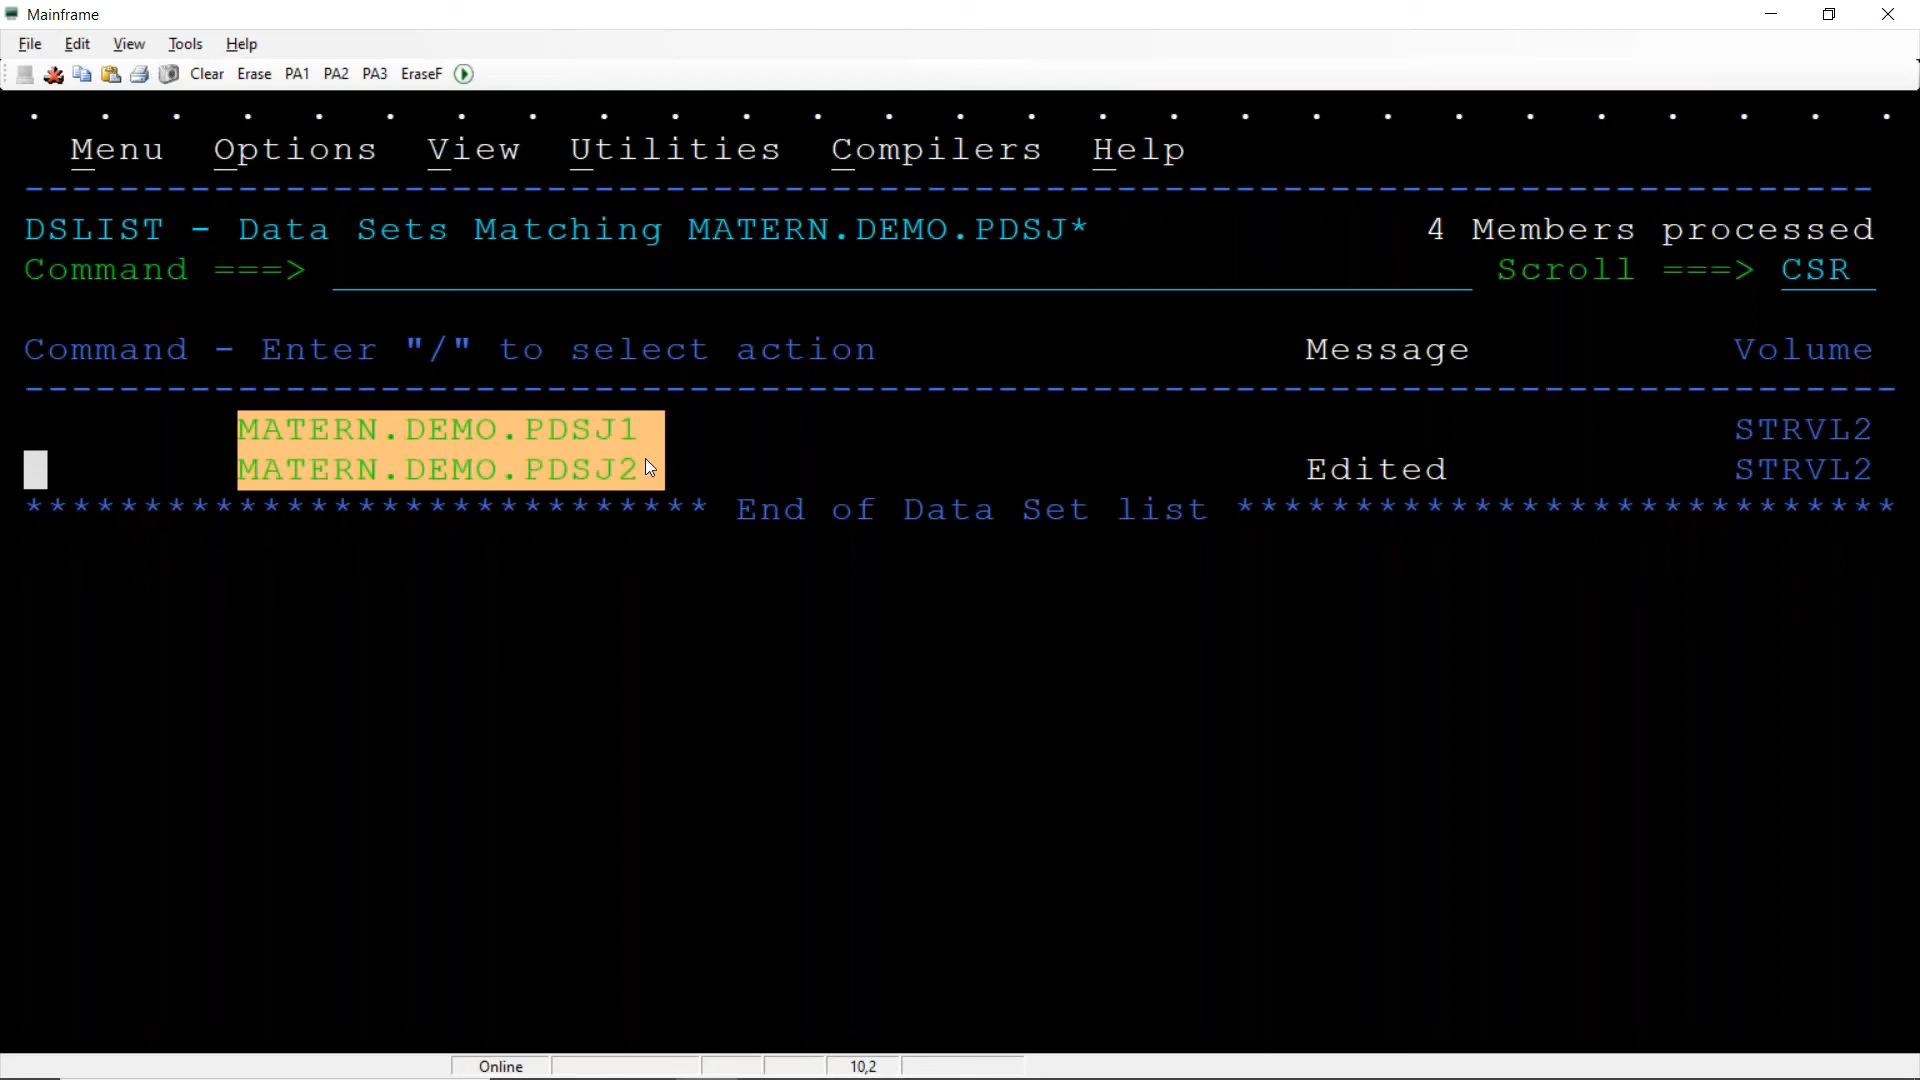 Mainframe
File Edit View Tools Help
Clear Erase PA1 PA2 PA3 EraseF
Menu Options View Utilities Compilers Help
DSLIST - Data Sets Matching MATERN.DEMO.PDSJ* 4 Members processed
Command ===> Scroll ===> CSR
Command - Enter "/" to select action Message Volume
MATERN.DEMO.PDSJ1 STRVL2
MATERN.DEMO.PDSJ2 Edited STRVL2
***************************** End of Data Set list ****************************
Online 10,2